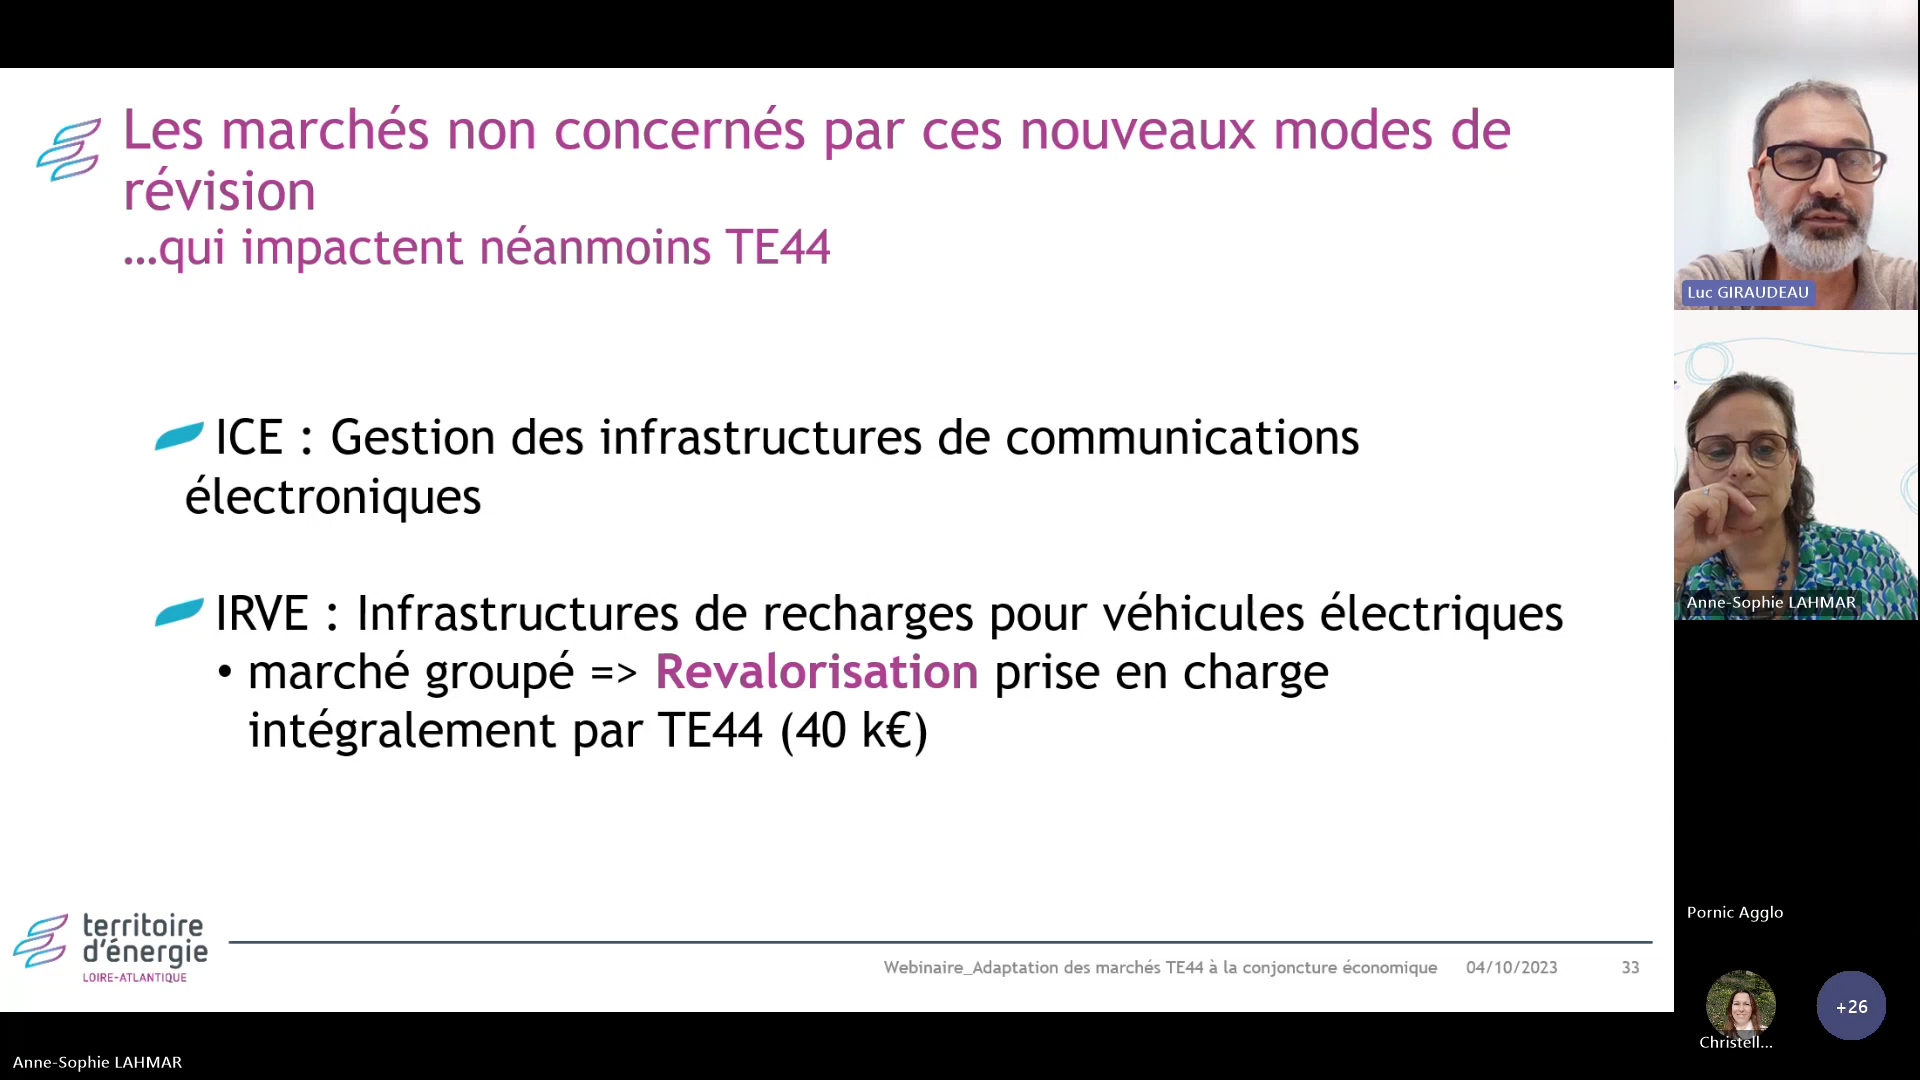 Les marchés non concernés par ces nouveaux modes de
révision
…qui impactent néanmoins TE44
ICE : Gestion des infrastructures de communications
électroniques
IRVE : Infrastructures de recharges pour véhicules électriques
• marché groupé => Revalorisation prise en charge
intégralement par TE44 (40 k€)
territoire
d'énergie
LOIRE-ATLANTIQUE
Webinaire_Adaptation des marchés TE44 à la conjoncture économique 04/10/2023 33
Anne-Sophie LAHMAR
Luc GIRAUDEAU
Anne-Sophie LAHMAR
Pornic Agglo
Christell...
+26